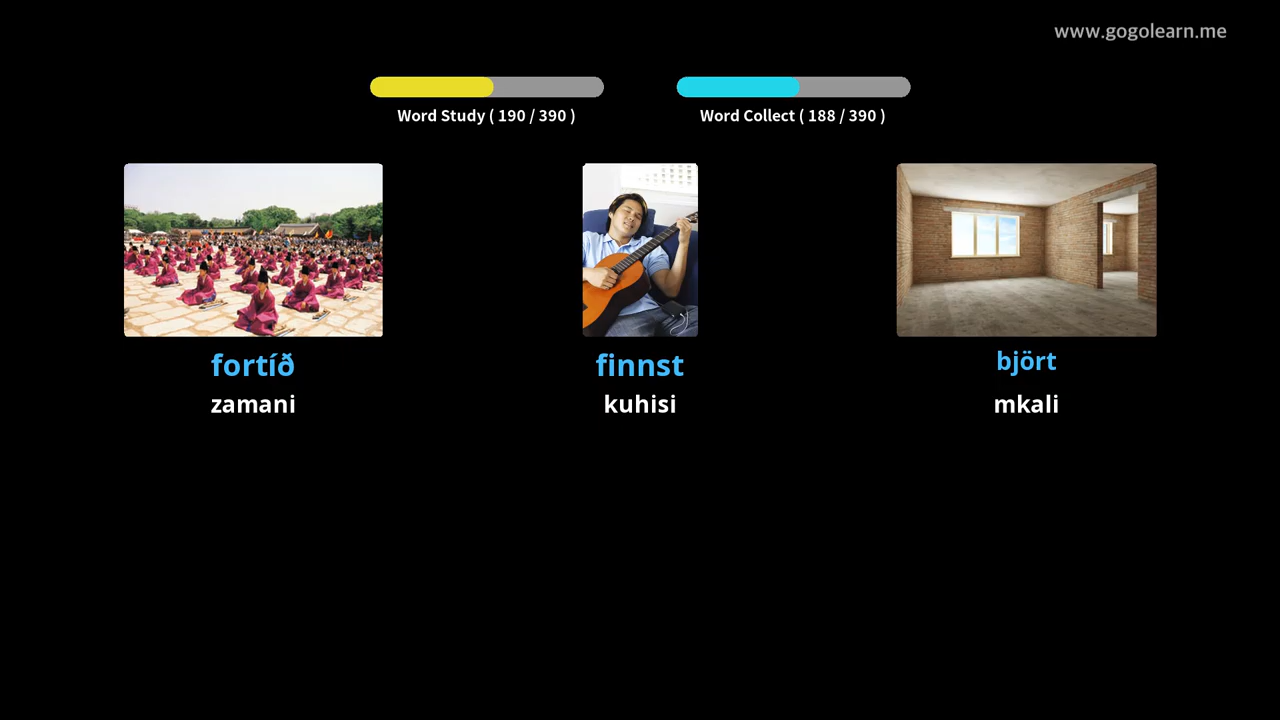 www.gogolearn.me
Word Study ( 190 / 390 )
Word Collect ( 188 / 390 )
fortíð
finnst
björt
zamani
kuhisi
mkali